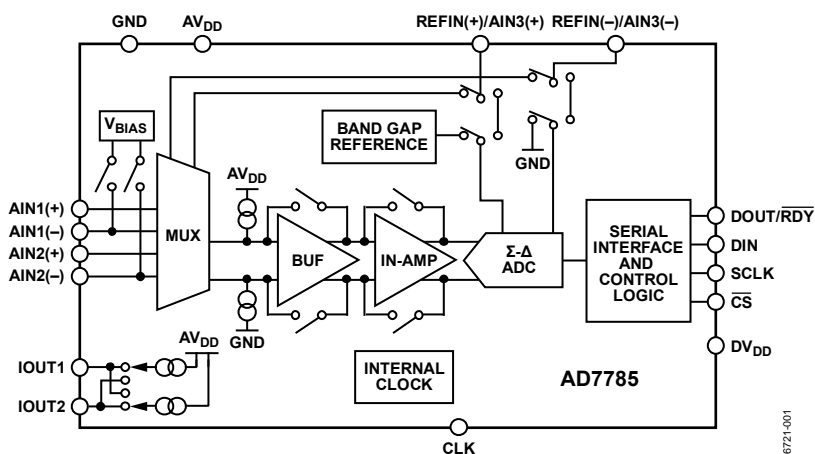 GND
AVDD
REFIN(+)/AIN3(+)
REFIN(–)/AIN3(–)
VBIAS
BAND GAP
REFERENCE
GND
AVDD
AIN1(+)
AIN1(–)
AIN2(+)
AIN2(–)
MUX
BUF
IN-AMP
Σ-Δ
ADC
SERIAL
INTERFACE
AND
CONTROL
LOGIC
DOUT/RDY
DIN
SCLK
CS
GND
AVDD
IOUT1
IOUT2
INTERNAL
CLOCK
AD7785
DVDD
CLK
6721-001